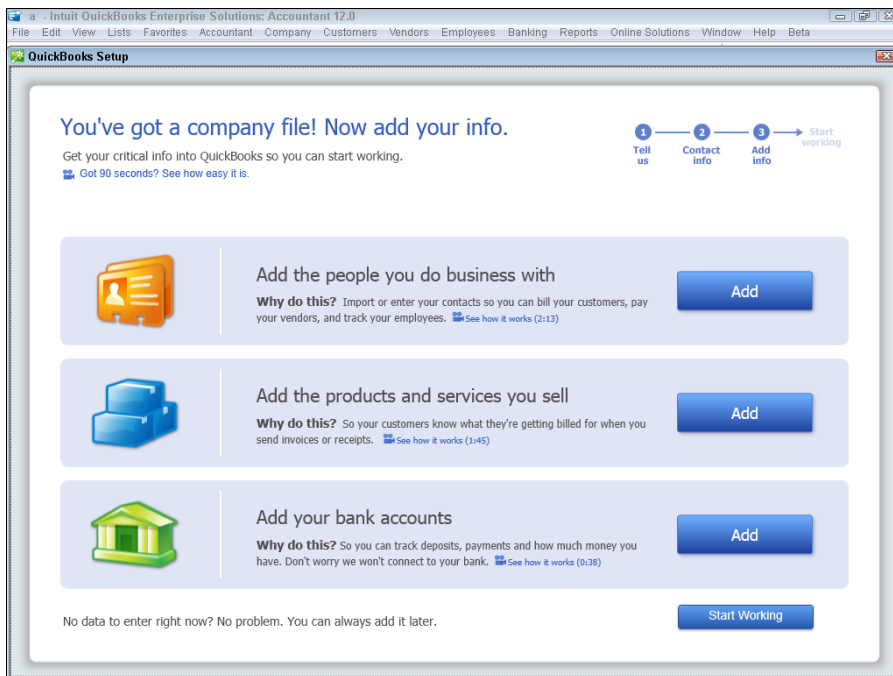 a - Intuit QuickBooks Enterprise Solutions: Accountant 12.0
File Edit View Lists Favorites Accountant Company Customers Vendors Employees Banking Reports Online Solutions Window Help Beta
QuickBooks Setup
You've got a company file! Now add your info.
Get your critical info into QuickBooks so you can start working.
Got 90 seconds? See how easy it is.
1 2 3 Start working
Tell us
Contact info
Add info
Add the people you do business with
Why do this? Import or enter your contacts so you can bill your customers, pay
your vendors, and track your employees. See how it works (2:13)
Add
Add the products and services you sell
Why do this? So your customers know what they're getting billed for when you
send invoices or receipts. See how it works (1:45)
Add
Add your bank accounts
Why do this? So you can track deposits, payments and how much money you
have. Don't worry we won't connect to your bank. See how it works (0:38)
Add
No data to enter right now? No problem. You can always add it later.
Start Working